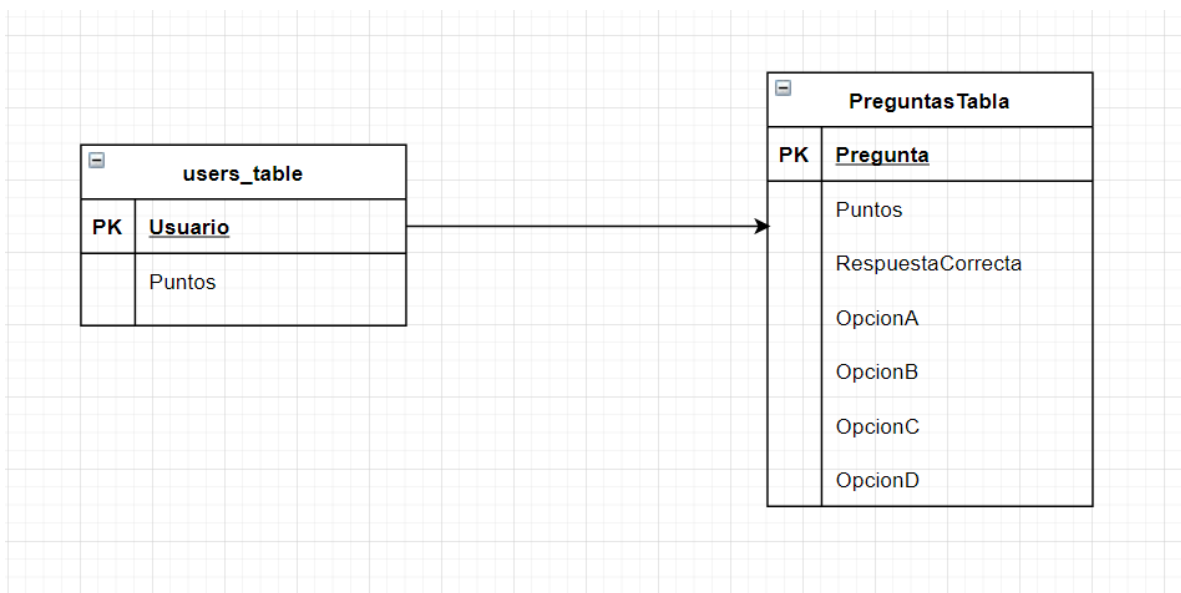 users_table
PK Usuario
Puntos
PreguntasTabla
PK Pregunta
Puntos
RespuestaCorrecta
OpcionA
OpcionB
OpcionC
OpcionD